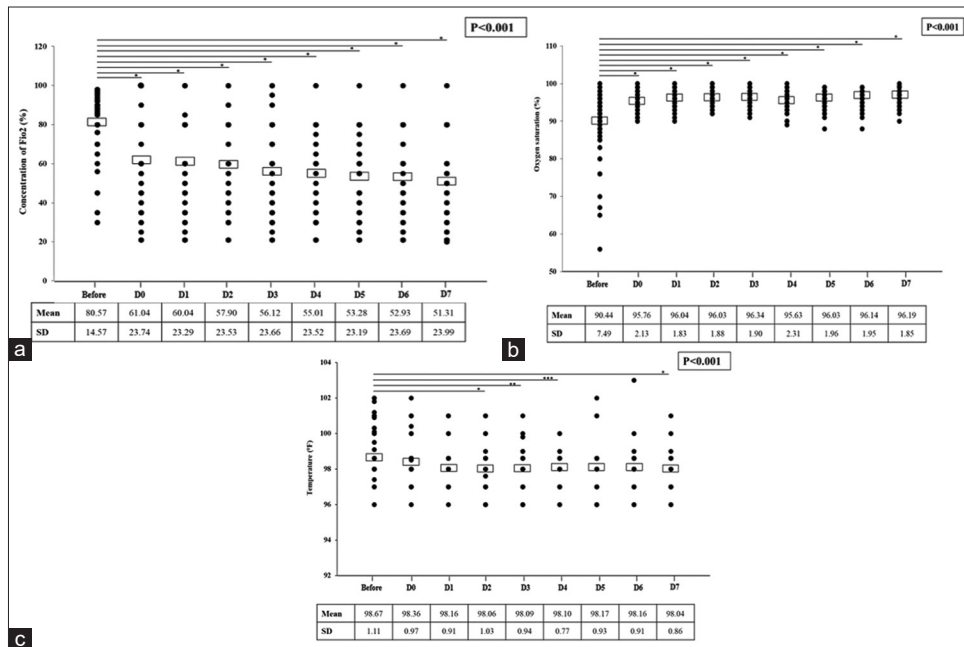 P<0.001
120
100
80
60
40
20
0
Concentration of Fio2 (%)
* * * * * * * *
Before D0 D1 D2 D3 D4 D5 D6 D7
Mean 80.57 61.04 60.04 57.90 56.12 55.01 53.28 52.93 51.31
SD 14.57 23.74 23.29 23.53 23.66 23.52 23.19 23.69 23.99
a
P<0.001
110
100
90
80
70
60
50
Oxygen saturation (%)
* * * * * * * *
Before D0 D1 D2 D3 D4 D5 D6 D7
Mean 90.44 95.76 96.04 96.03 96.34 95.63 96.03 96.14 96.19
SD 7.49 2.13 1.83 1.88 1.90 2.31 1.96 1.95 1.85
b
P<0.001
104
102
100
98
96
94
92
Temperature (°F)
* ** *** *
Before D0 D1 D2 D3 D4 D5 D6 D7
Mean 98.67 98.36 98.16 98.06 98.09 98.10 98.17 98.16 98.04
SD 1.11 0.97 0.91 1.03 0.94 0.77 0.93 0.91 0.86
c